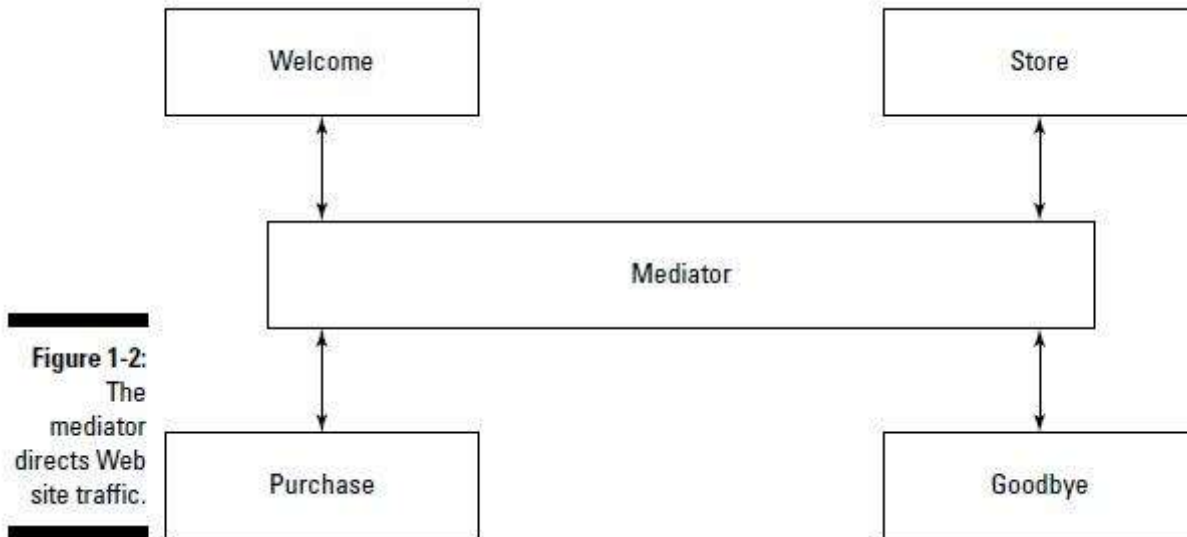 Welcome
Store
Mediator
Figure 1-2:
The
mediator
directs Web
site traffic.
Purchase
Goodbye